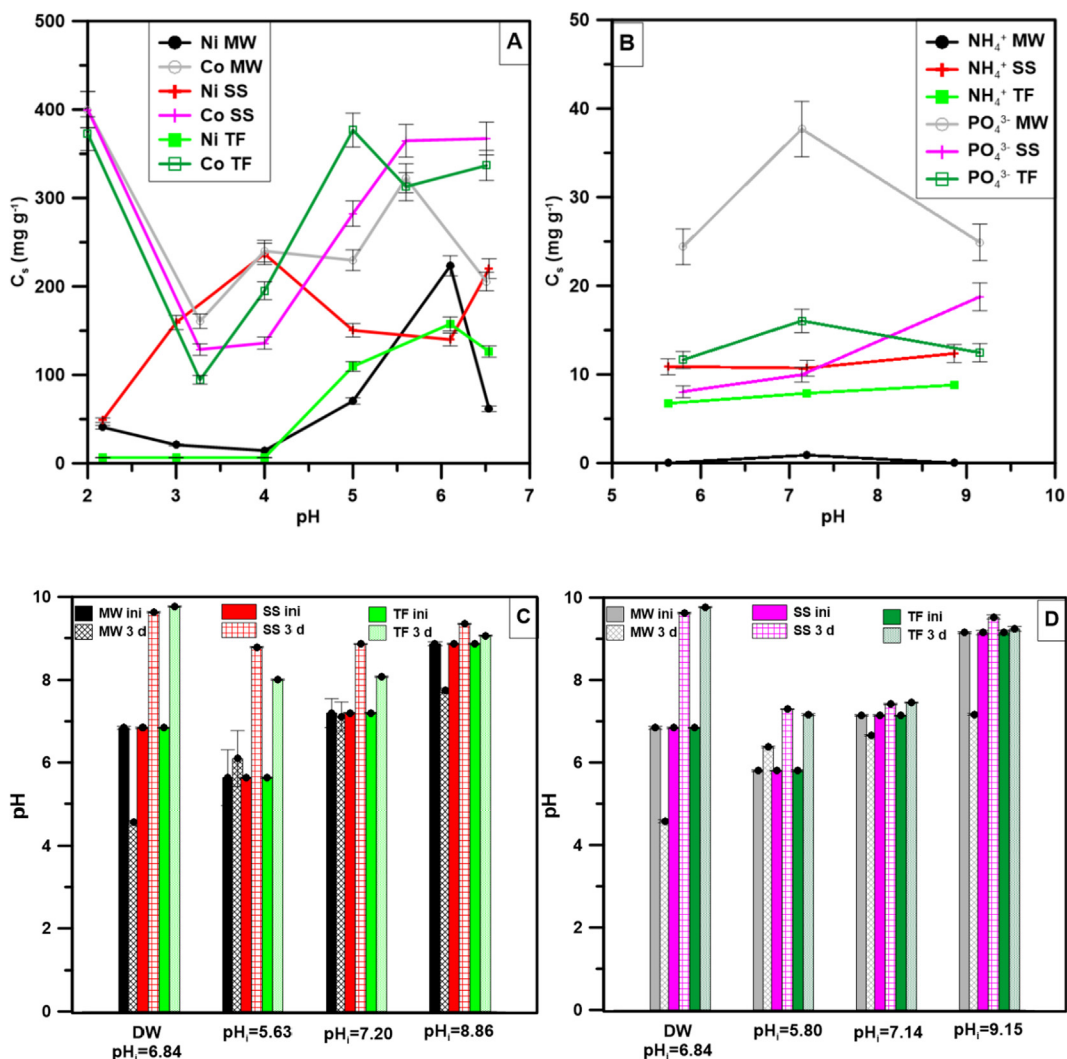 A
Ni MW
Co MW
Ni SS
Co SS
Ni TF
Co TF
500
400
300
200
100
0
Cs (mg g⁻¹)
2 3 4 5 6 7
pH
B
NH₄⁺ MW
NH₄⁺ SS
NH₄⁺ TF
PO₄³⁻ MW
PO₄³⁻ SS
PO₄³⁻ TF
50
40
30
20
10
0
Cs (mg g⁻¹)
5 6 7 8 9 10
pH
C
MW ini SS ini TF ini
MW 3 d SS 3 d TF 3 d
10
8
6
4
2
0
pH
DW pHᵢ=5.63 pHᵢ=7.20 pHᵢ=8.86
pHᵢ=6.84
D
MW ini SS ini TF ini
MW 3 d SS 3 d TF 3 d
10
8
6
4
2
0
pH
DW pHᵢ=5.80 pHᵢ=7.14 pHᵢ=9.15
pHᵢ=6.84